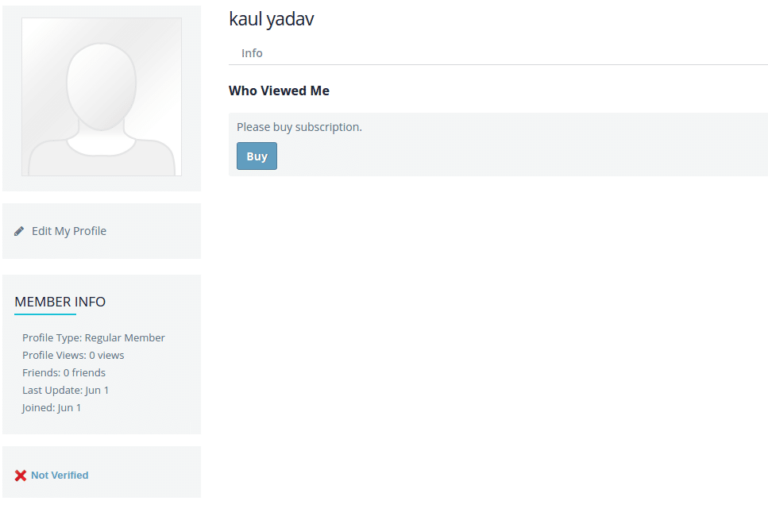 kaul yadav
Info
Who Viewed Me
Please buy subscription.
Buy
Edit My Profile
MEMBER INFO
Profile Type: Regular Member
Profile Views: 0 views
Friends: 0 friends
Last Update: Jun 1
Joined: Jun 1
Not Verified